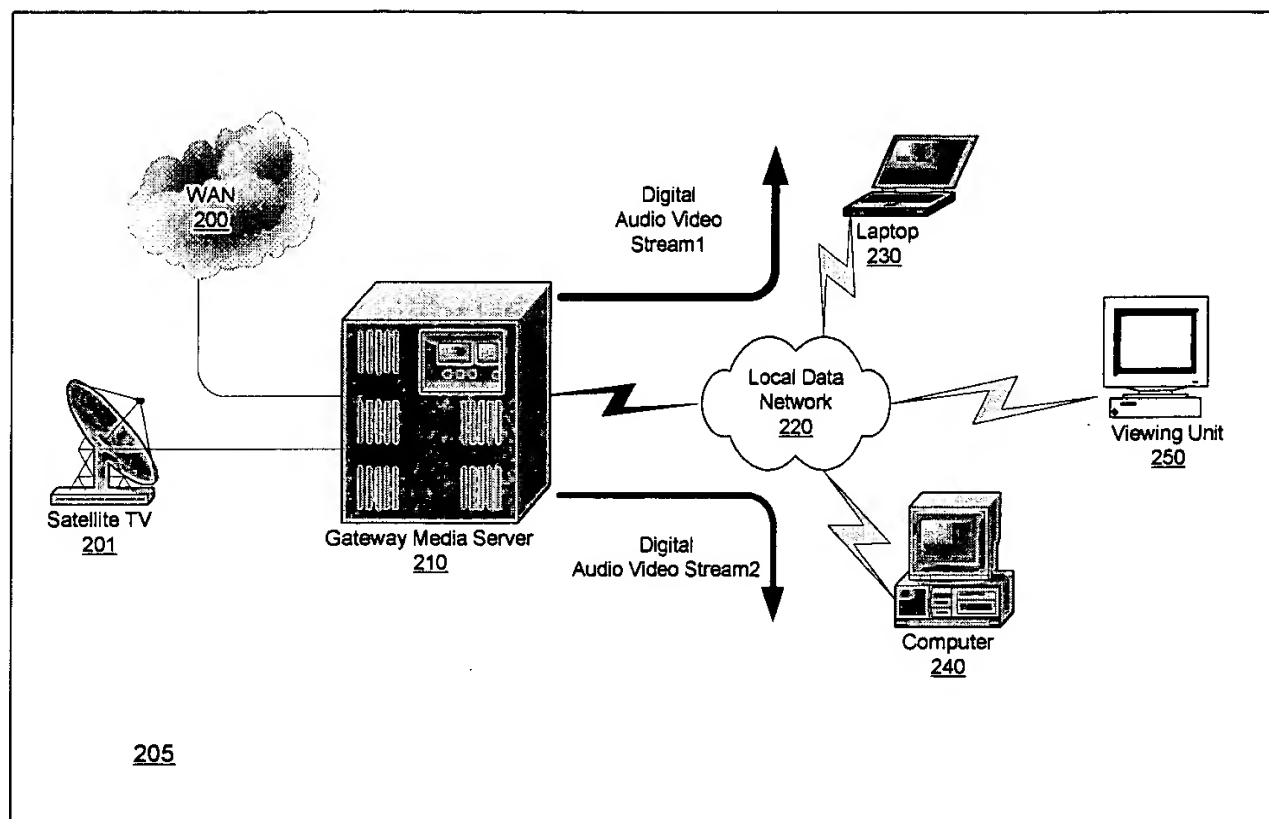 WAN
200
Digital
Audio Video
Stream1
Laptop
230
Local Data
Network
220
Viewing Unit
250
Satellite TV
201
Gateway Media Server
210
Digital
Audio Video Stream2
Computer
240
205